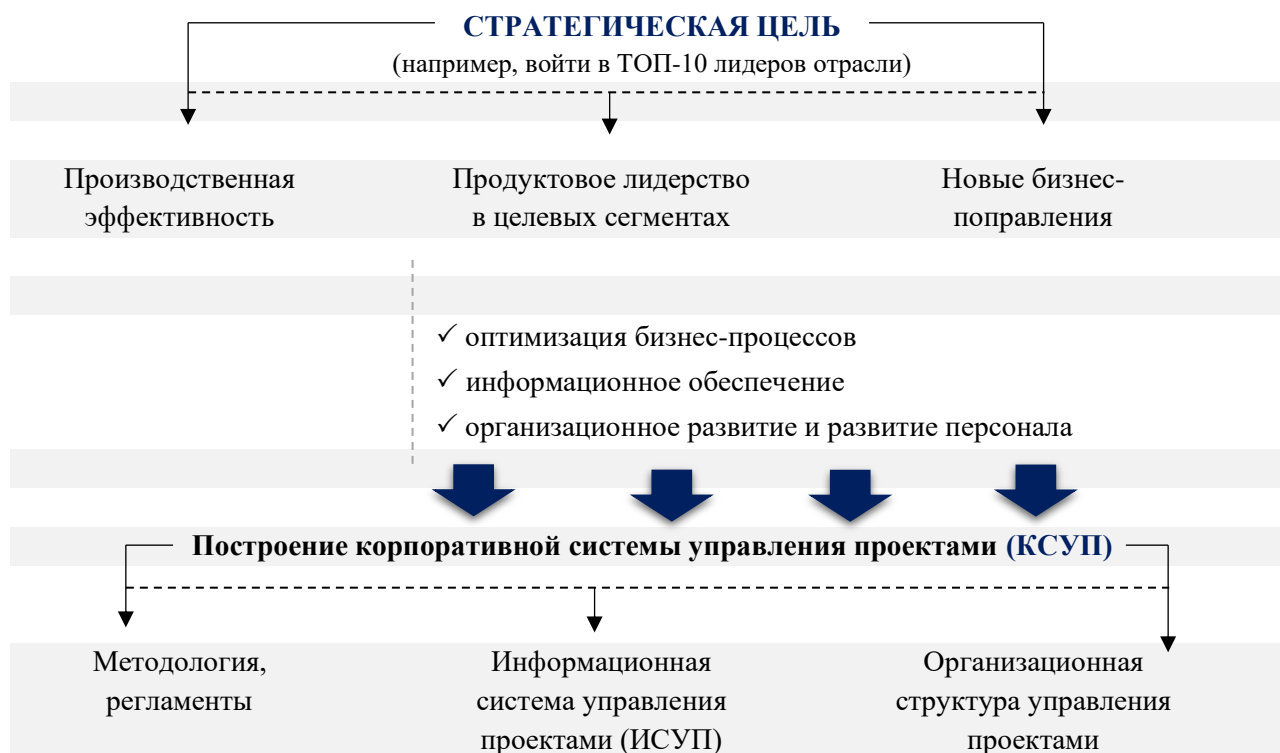 СТРАТЕГИЧЕСКАЯ ЦЕЛЬ
(например, войти в ТОП-10 лидеров отрасли)
Производственная
эффективность
Продуктовое лидерство
в целевых сегментах
Новые бизнес-
поправления
✓ оптимизация бизнес-процессов
✓ информационное обеспечение
✓ организационное развитие и развитие персонала
Построение корпоративной системы управления проектами (КСУП)
Методология,
регламенты
Информационная
система управления
проектами (ИСУП)
Организационная
структура управления
проектами